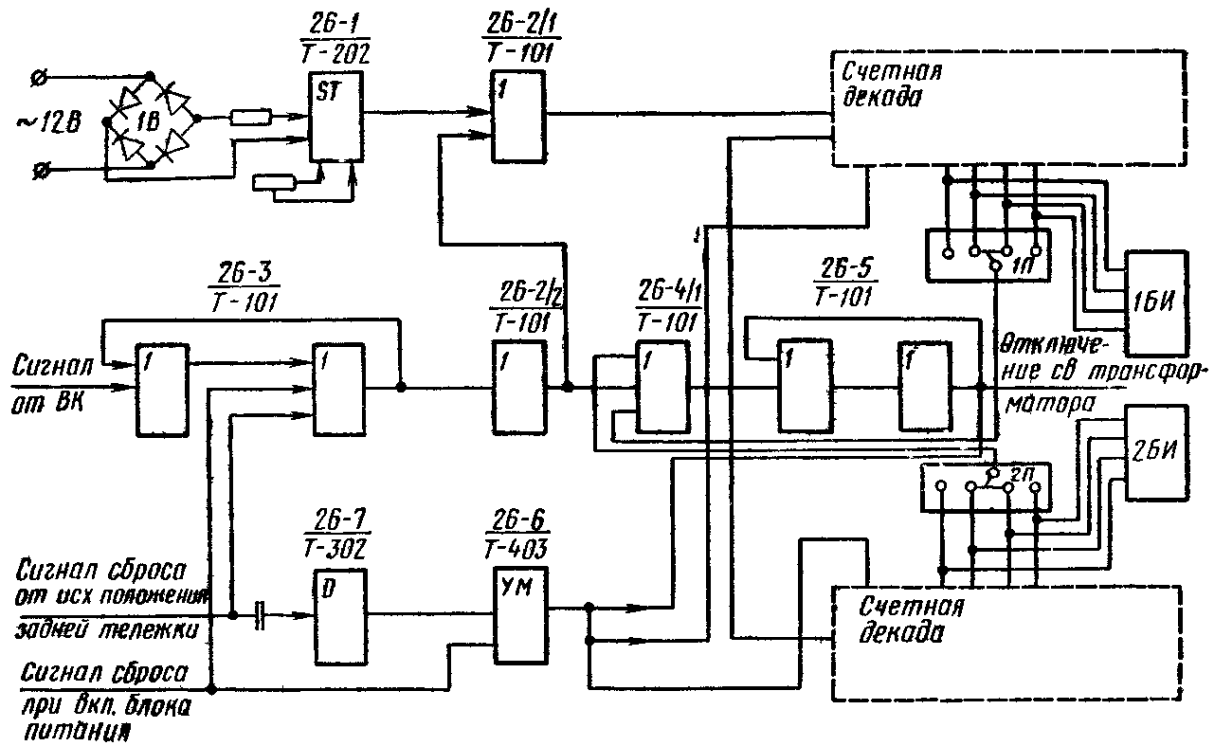 26-1
T-202
26-2/1
T-101
Счетная
декада
~12В
1В
ST
1
26-3
T-101
26-2/2
T-101
26-4/1
T-101
26-5
T-101
1П
1БИ
Сигнал
от ВК
1
1
1
1
1
1
Отключе-
ние св трансфор-
матора
2П
2БИ
26-7
T-302
26-6
T-403
Сигнал сброса
от исх положения
задней тележки
D
УМ
Счетная
декада
Сигнал сброса
при вкл. блока
питания